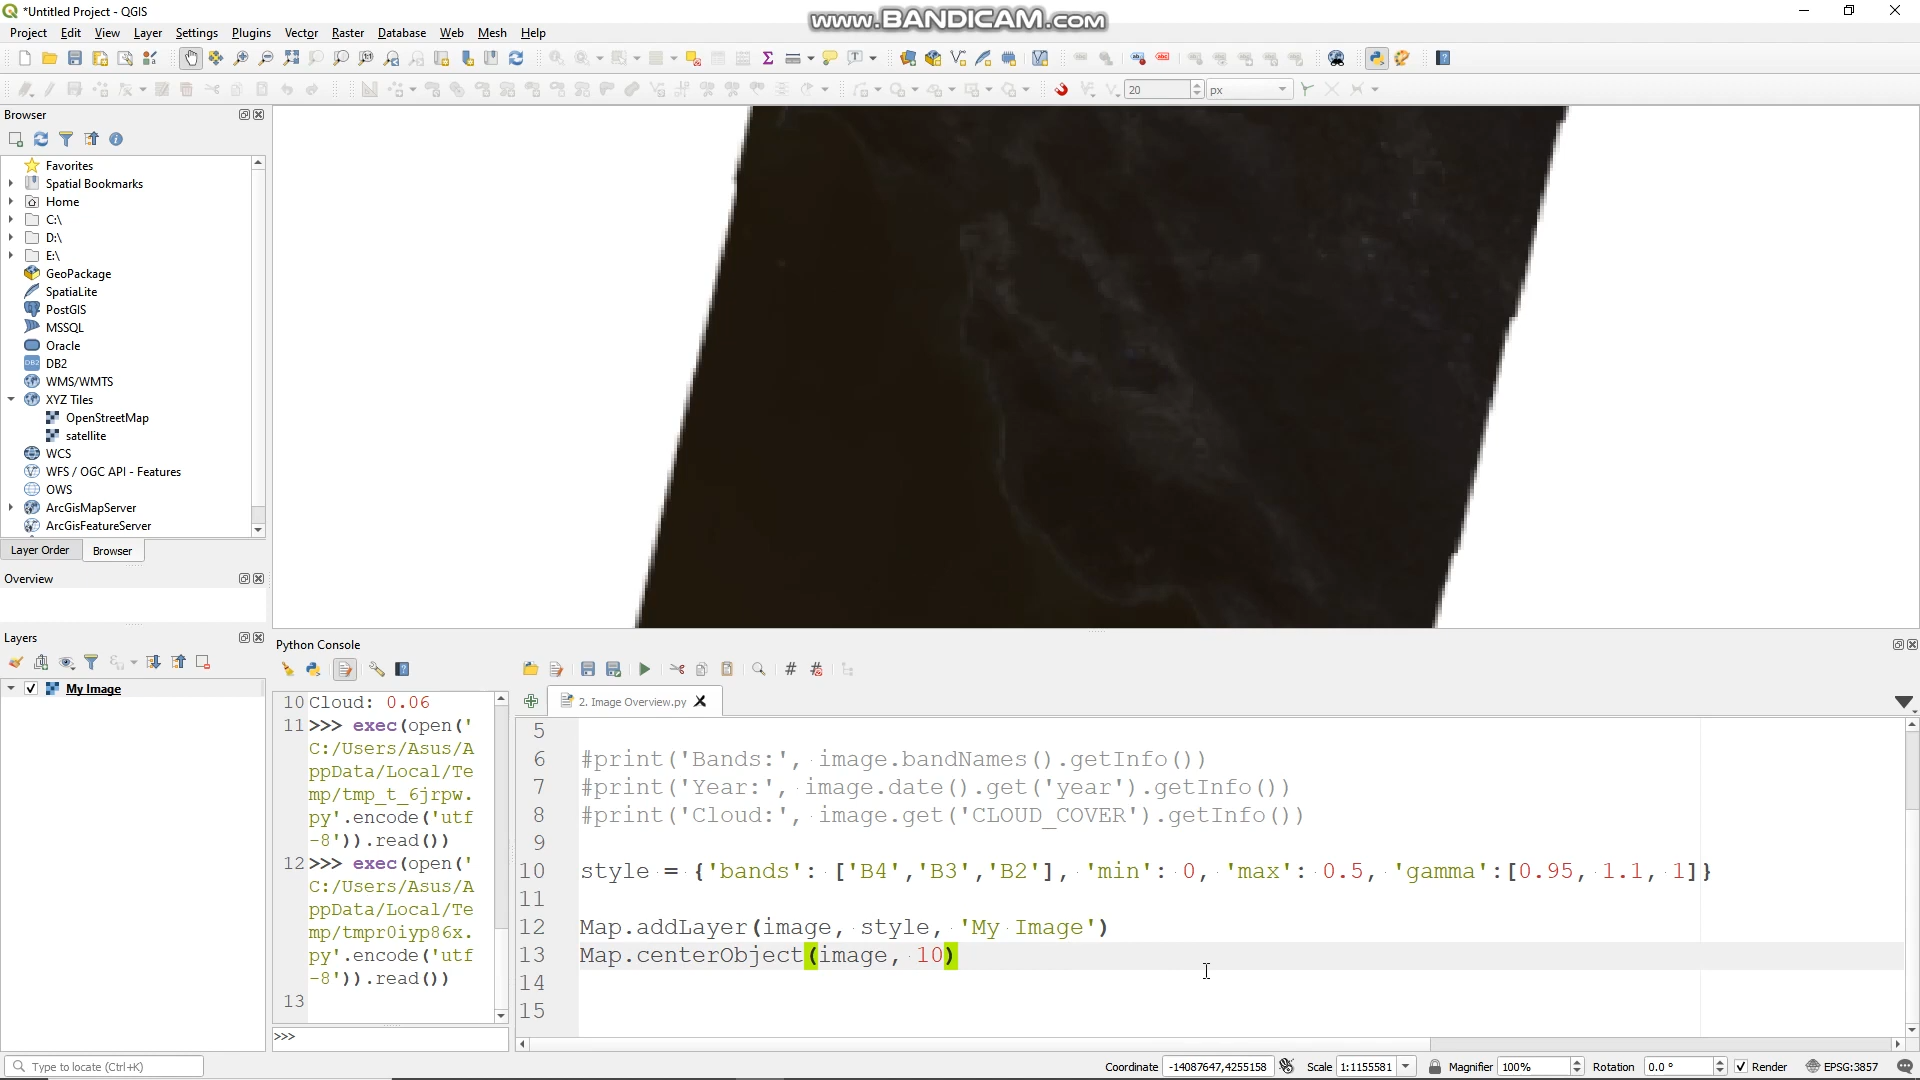 *Untitled Project - QGIS
www.BANDICAM.com
Project Edit View Layer Settings Plugins Vector Raster Database Web Mesh Help
20 px
Browser
Favorites
Spatial Bookmarks
Home
C:\
D:\
E:\
GeoPackage
SpatiaLite
PostGIS
MSSQL
Oracle
DB2
WMS/WMTS
XYZ Tiles
OpenStreetMap
satellite
WCS
WFS / OGC API - Features
OWS
ArcGisMapServer
ArcGisFeatureServer
Layer Order Browser
Overview
Layers
My Image
Python Console
10 Cloud: 0.06
11 >>> exec(open('
C:/Users/Asus/A
ppData/Local/Te
mp/tmp_t_6jrpw.
py'.encode('utf
-8')).read())
12 >>> exec(open('
C:/Users/Asus/A
ppData/Local/Te
mp/tmpr0iyp86x.
py'.encode('utf
-8')).read())
13
>>>
2. Image Overview.py
5
6 #print('Bands:', image.bandNames().getInfo())
7 #print('Year:', image.date().get('year').getInfo())
8 #print('Cloud:', image.get('CLOUD_COVER').getInfo())
9
10 style = {'bands': ['B4','B3','B2'], 'min': 0, 'max': 0.5, 'gamma':[0.95, 1.1, 1]}
11
12 Map.addLayer(image, style, 'My Image')
13 Map.centerObject(image, 10)
14
15
Type to locate (Ctrl+K)
Coordinate -14087647,4255158 Scale 1:1155581 Magnifier 100% Rotation 0.0 ° Render EPSG:3857